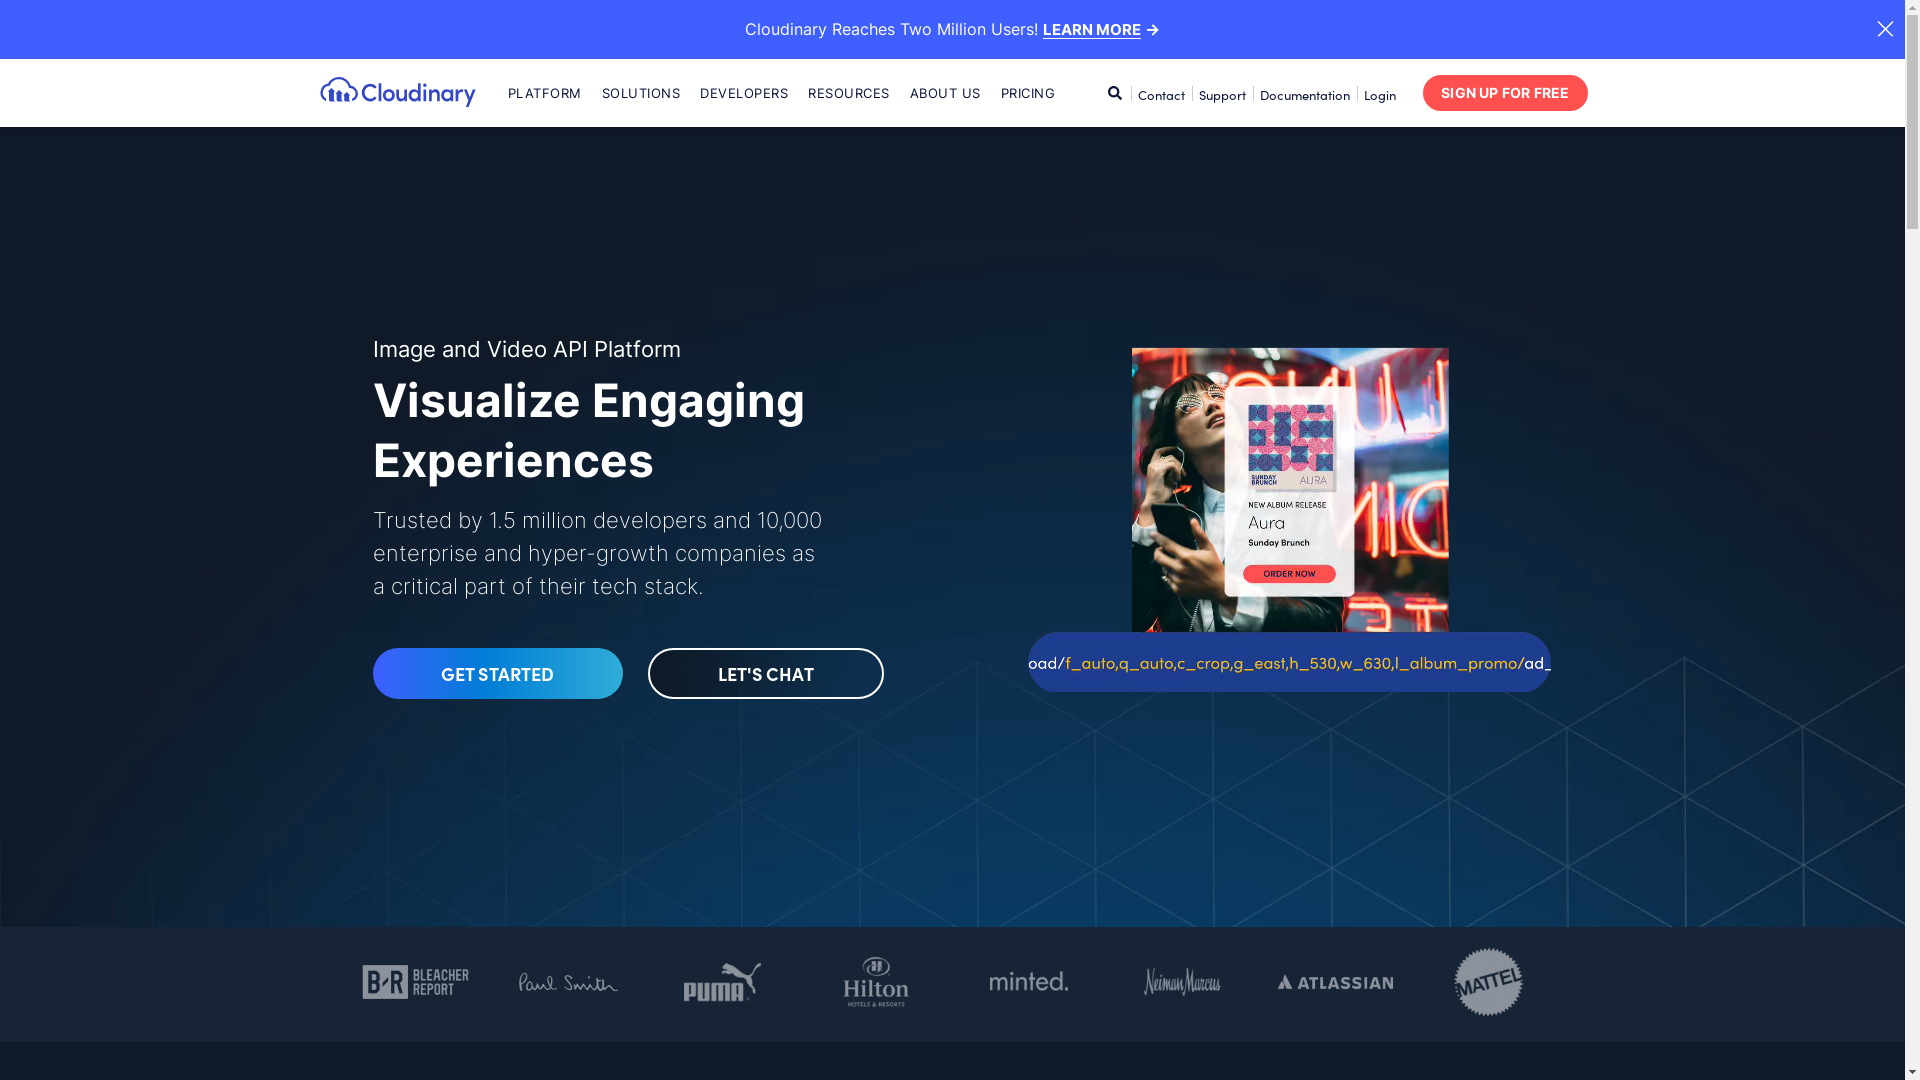 Cloudinary Reaches Two Million Users! LEARN MORE →
Cloudinary
PLATFORM SOLUTIONS DEVELOPERS RESOURCES ABOUT US PRICING
Contact Support Documentation Login
SIGN UP FOR FREE
Image and Video API Platform
Visualize Engaging
Experiences
Trusted by 1.5 million developers and 10,000
enterprise and hyper-growth companies as
a critical part of their tech stack.
GET STARTED
LET'S CHAT
SUNDAY
BRUNCH
AURA
NEW ALBUM RELEASE
Aura
Sunday Brunch
ORDER NOW
oad/f_auto,q_auto,c_crop,g_east,h_530,w_630,l_album_promo/ad_
B/R BLEACHER
REPORT
Paul Smith
PUMA
Hilton
HOTELS & RESORTS
minted.
Neiman Marcus
ATLASSIAN
MATTEL